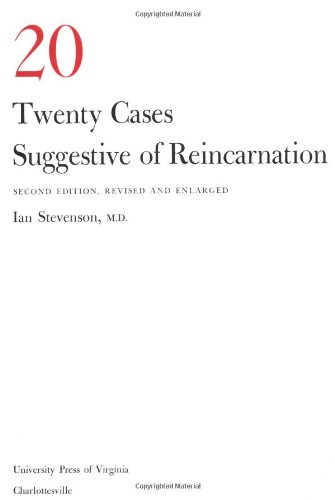 20
Twenty Cases
Suggestive of Reincarnation
SECOND EDITION, REVISED AND ENLARGED
Ian Stevenson, M.D.
University Press of Virginia
Charlottesville
Copyrighted Material
Copyrighted Material